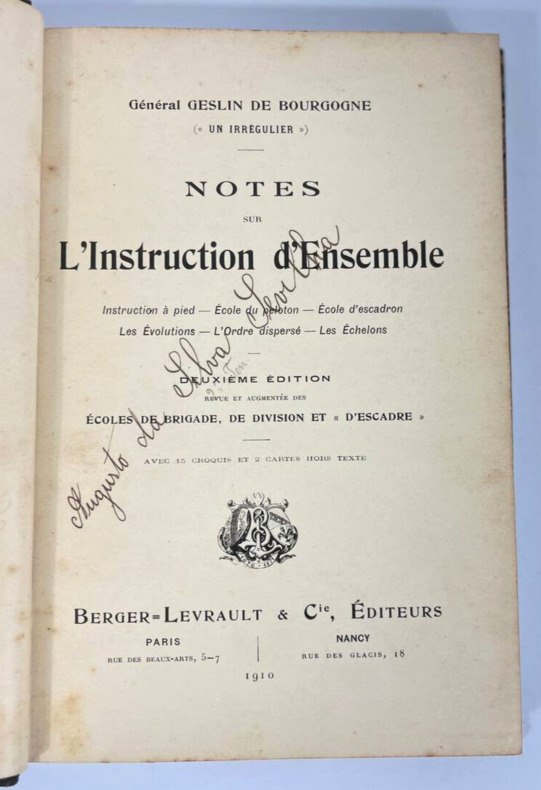 Général GESLIN DE BOURGOGNE
(« UN IRRÉGULIER »)
NOTES
SUR
L'Instruction d'Ensemble
Instruction à pied — École du peloton — École d'escadron
Les Évolutions — L'Ordre dispersé — Les Échelons
DEUXIÈME ÉDITION
REVUE ET AUGMENTÉE DES
ÉCOLES DE BRIGADE, DE DIVISION ET « D'ESCADRE »
AVEC 15 CROQUIS ET 2 CARTES HORS TEXTE
Augusto da Silva
BERGER=LEVRAULT & Cie, ÉDITEURS
PARIS
RUE DES BEAUX-ARTS, 5–7
NANCY
RUE DES GLACIS, 18
1910